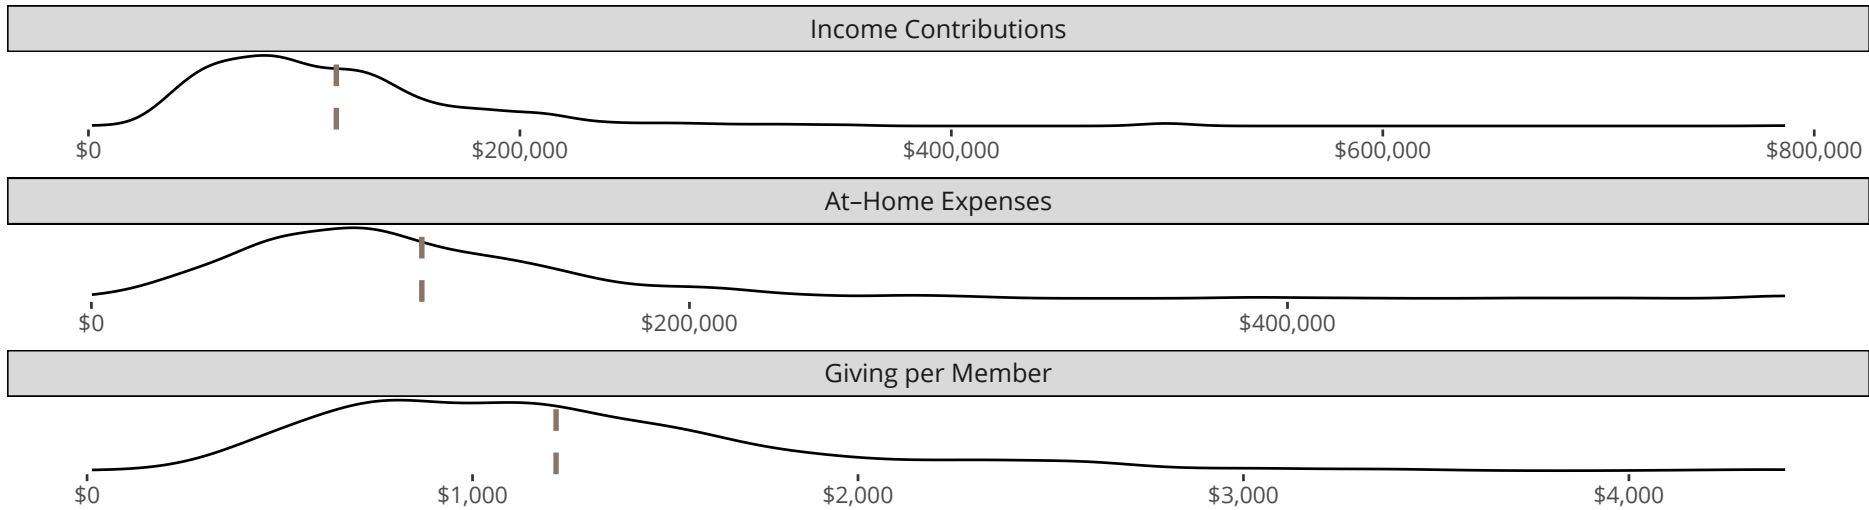 Income Contributions
$0 $200,000 $400,000 $600,000 $800,000
At–Home Expenses
$0 $200,000 $400,000
Giving per Member
$0 $1,000 $2,000 $3,000 $4,000